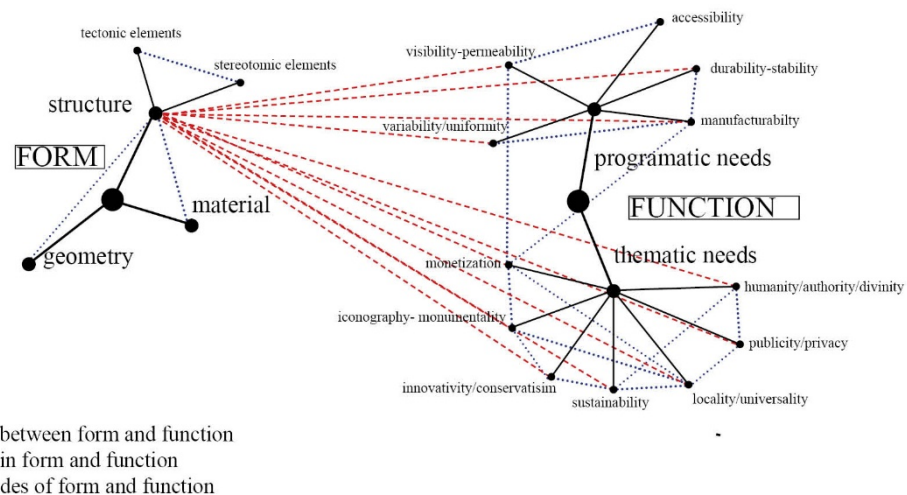 accessibility
tectonic elements
visibility-permeability
stereotomic elements
durability-stability
structure
variability/uniformity
manufacturabilty
FORM
programatic needs
material
FUNCTION
geometry
thematic needs
monetization
humanity/authority/divinity
iconography- monumentality
publicity/privacy
innovativity/conservatisim
sustainability
locality/universality
between form and function
in form and function
des of form and function